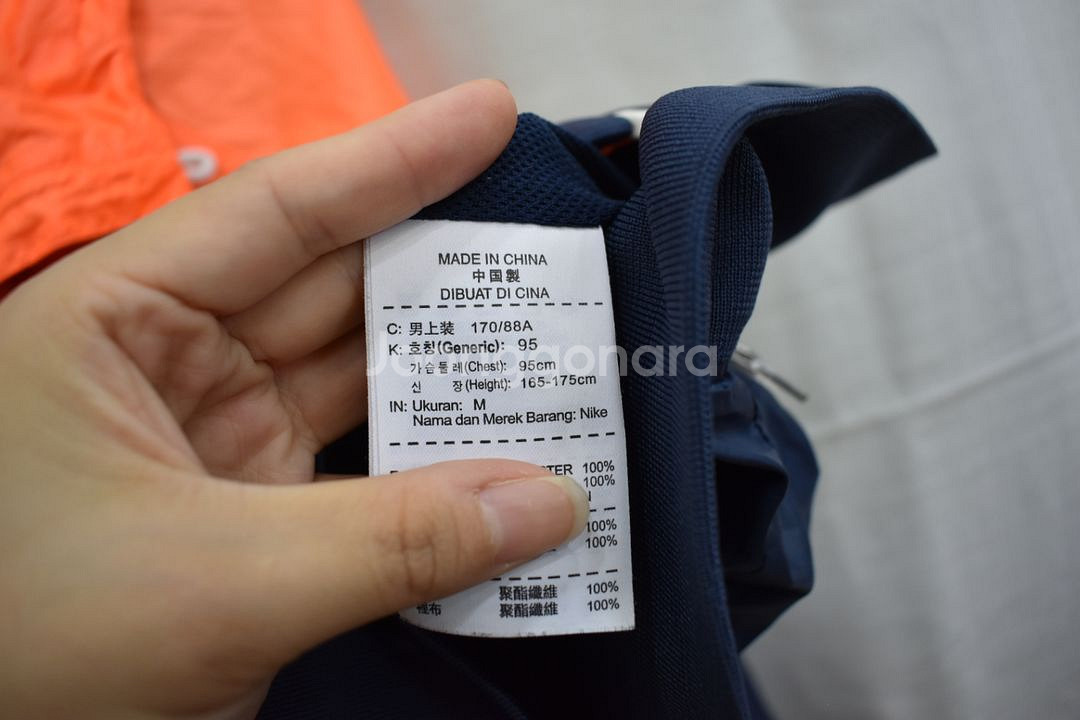 MADE IN CHINA
中国製
DIBUAT DI CINA
C: 男上装 170/88A
K: 호칭(Generic): 95
가슴둘레(Chest): 95cm
신 장(Height): 165-175cm
IN: Ukuran: M
Nama dan Merek Barang: Nike
100%
100%
100%
100%
聚酯纖維 100%
裡布 聚酯纖維 100%